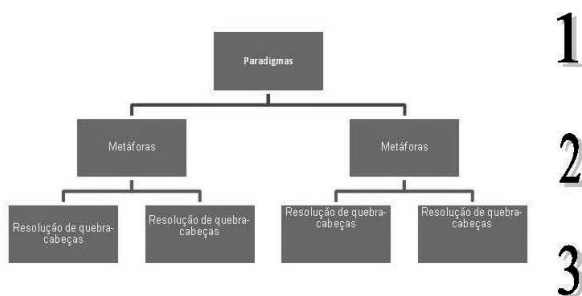 Paradigmas
1
Metáforas
Metáforas
2
Resolução de quebra-
cabeças
Resolução de quebra-
cabeças
Resolução de quebra-
cabeças
Resolução de quebra-
cabeças
3